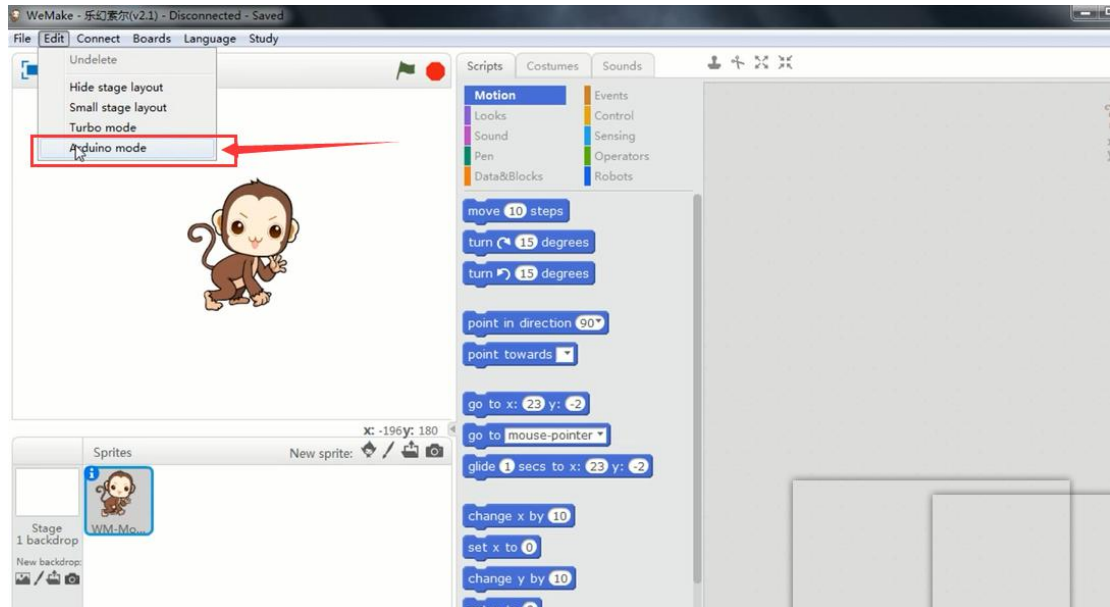 WeMake - 乐幻索尔(v2.1) - Disconnected - Saved
File Edit Connect Boards Language Study
Undelete
Hide stage layout
Small stage layout
Turbo mode
Arduino mode
Scripts Costumes Sounds
Motion Events
Looks Control
Sound Sensing
Pen Operators
Data&Blocks Robots
move 10 steps
turn 15 degrees
turn 15 degrees
point in direction 90
point towards
go to x: 23 y: -2
go to mouse-pointer
glide 1 secs to x: 23 y: -2
change x by 10
set x to 0
change y by 10
x: -196 y: 180
Sprites New sprite:
WM-Mo...
Stage
1 backdrop
New backdrop: